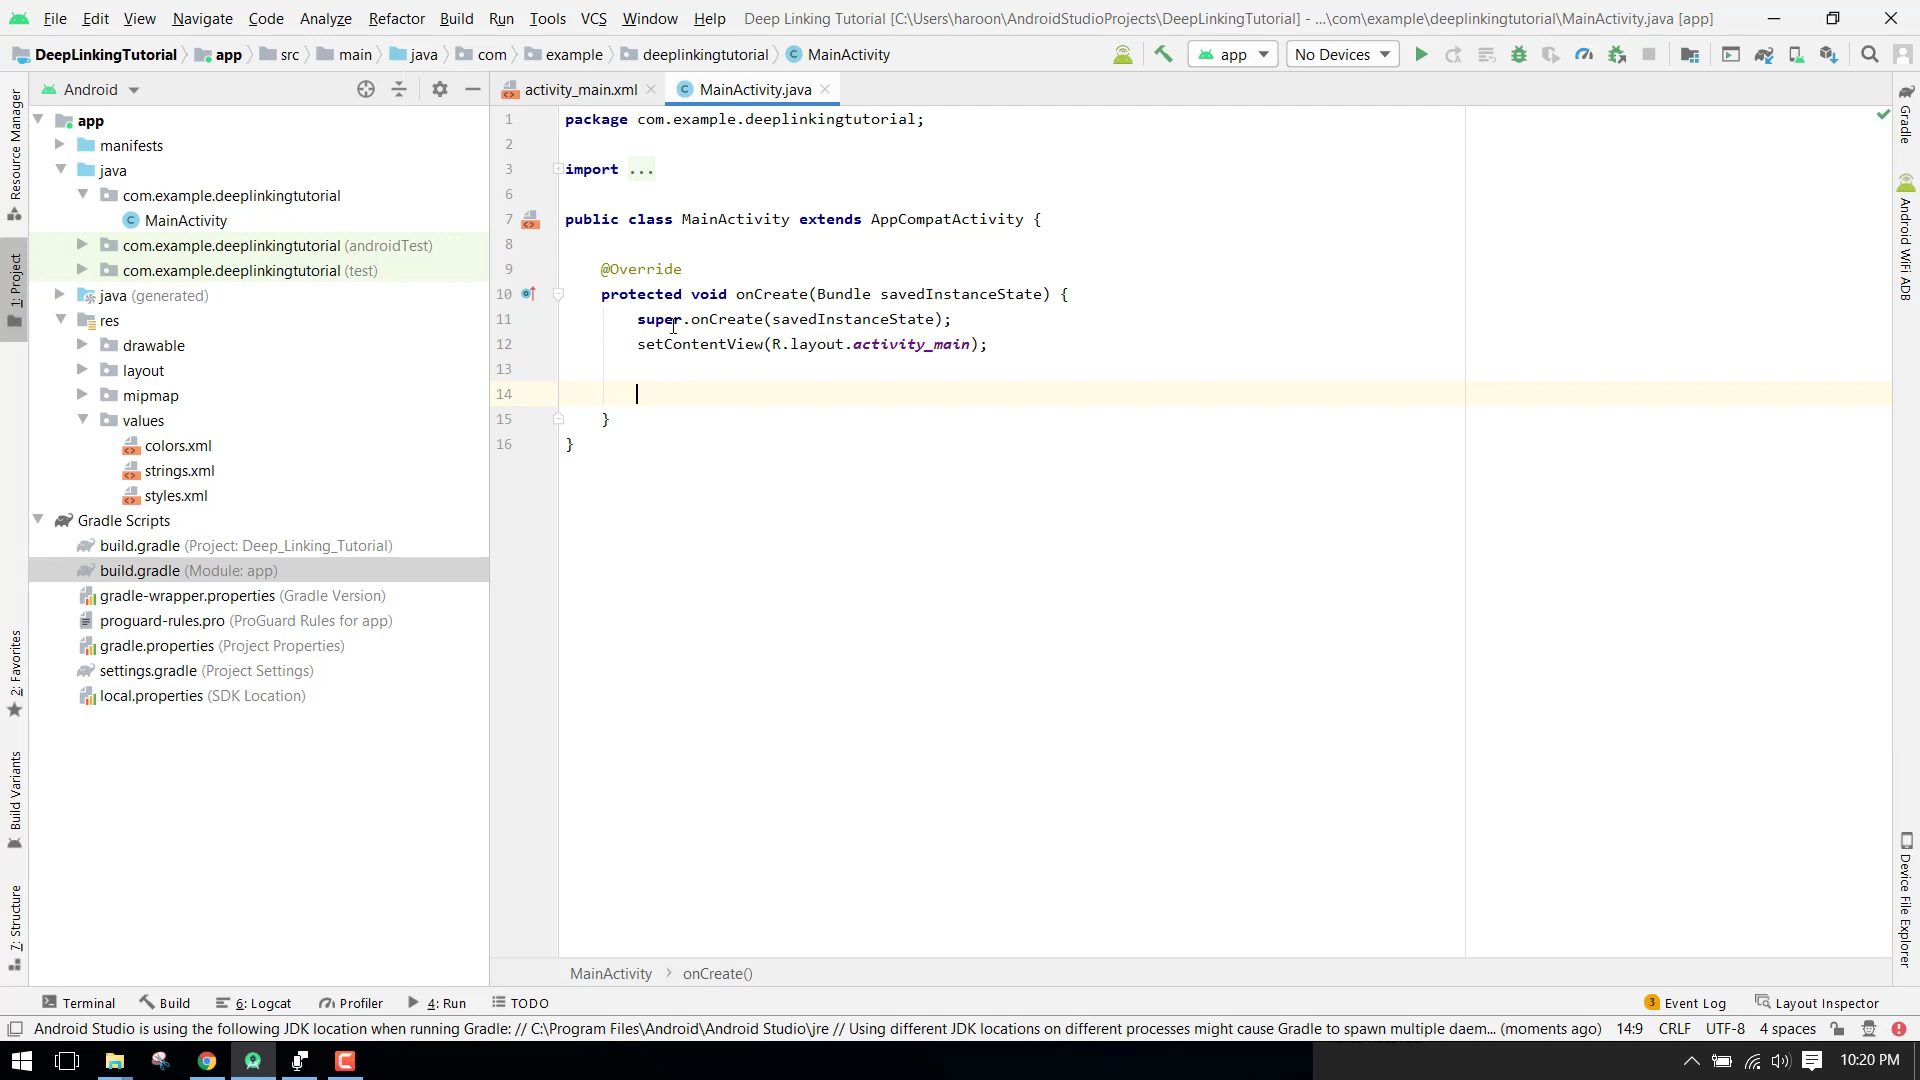 File Edit View Navigate Code Analyze Refactor Build Run Tools VCS Window Help Deep Linking Tutorial [C:\Users\haroon\AndroidStudioProjects\DeepLinkingTutorial] - ...\com\example\deeplinkingtutorial\MainActivity.java [app]
DeepLinkingTutorial app src main java com example deeplinkingtutorial MainActivity app No Devices
Android activity_main.xml MainActivity.java
Resource Manager
1: Project
2: Favorites
Build Variants
7: Structure
app
manifests
java
com.example.deeplinkingtutorial
MainActivity
com.example.deeplinkingtutorial (androidTest)
com.example.deeplinkingtutorial (test)
java (generated)
res
drawable
layout
mipmap
values
colors.xml
strings.xml
styles.xml
Gradle Scripts
build.gradle (Project: Deep_Linking_Tutorial)
build.gradle (Module: app)
gradle-wrapper.properties (Gradle Version)
proguard-rules.pro (ProGuard Rules for app)
gradle.properties (Project Properties)
settings.gradle (Project Settings)
local.properties (SDK Location)
1 package com.example.deeplinkingtutorial;
2
3 import ...
6
7 public class MainActivity extends AppCompatActivity {
8
9 @Override
10 protected void onCreate(Bundle savedInstanceState) {
11 super.onCreate(savedInstanceState);
12 setContentView(R.layout.activity_main);
13
14
15 }
16 }
Gradle
Android WiFi ADB
Device File Explorer
MainActivity onCreate()
Terminal Build 6: Logcat Profiler 4: Run TODO 3 Event Log Layout Inspector
Android Studio is using the following JDK location when running Gradle: // C:\Program Files\Android\Android Studio\jre // Using different JDK locations on different processes might cause Gradle to spawn multiple daem... (moments ago) 14:9 CRLF UTF-8 4 spaces
10:20 PM